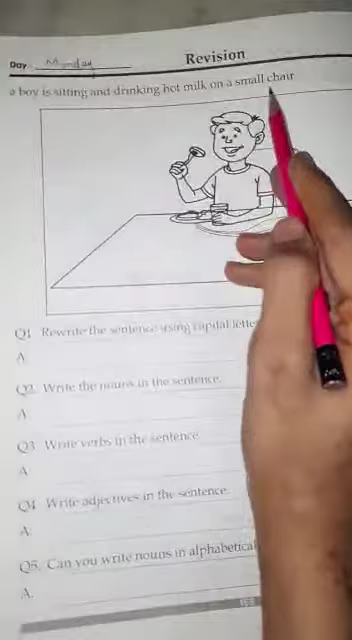 Day Monday Revision
a boy is sitting and drinking hot milk on a small chair
Q1. Rewrite the sentence using capital lette
A
Q2. Write the nouns in the sentence.
A
Q3 Write verbs in the sentence
A
Q4 Write adjectives in the sentence.
A.
Q5. Can you write nouns in alphabetical
A.